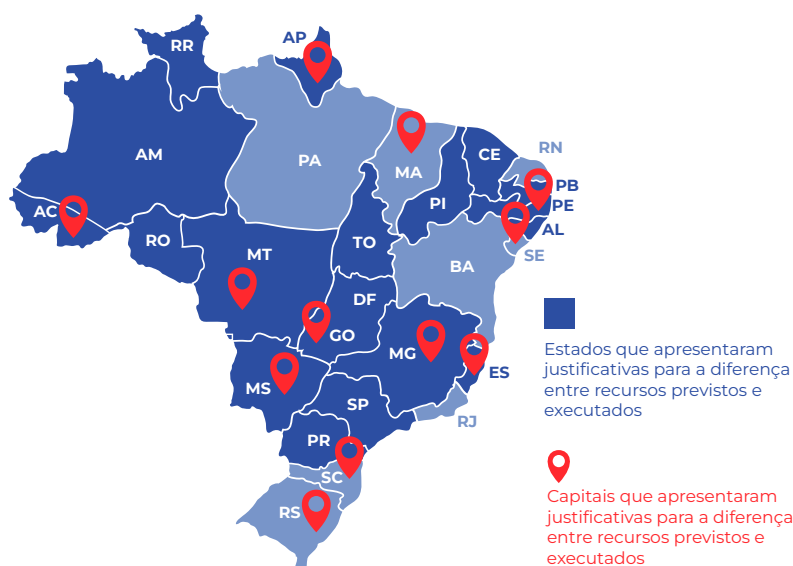 RR
AP
AM
PA
MA
CE
RN
PB
PE
PI
AL
SE
AC
RO
MT
TO
BA
DF
GO
MG
ES
MS
SP
RJ
PR
SC
RS
Estados que apresentaram
justificativas para a diferença
entre recursos previstos e
executados
Capitais que apresentaram
justificativas para a diferença
entre recursos previstos e
executados